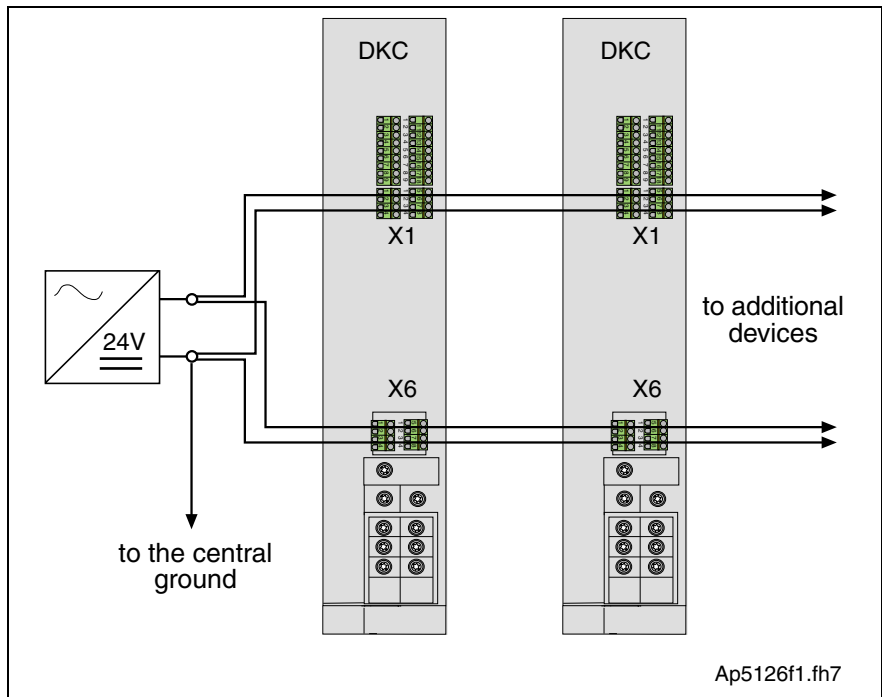 DKC
DKC
X1
X1
24V
to additional
devices
X6
X6
to the central
ground
Ap5126f1.fh7